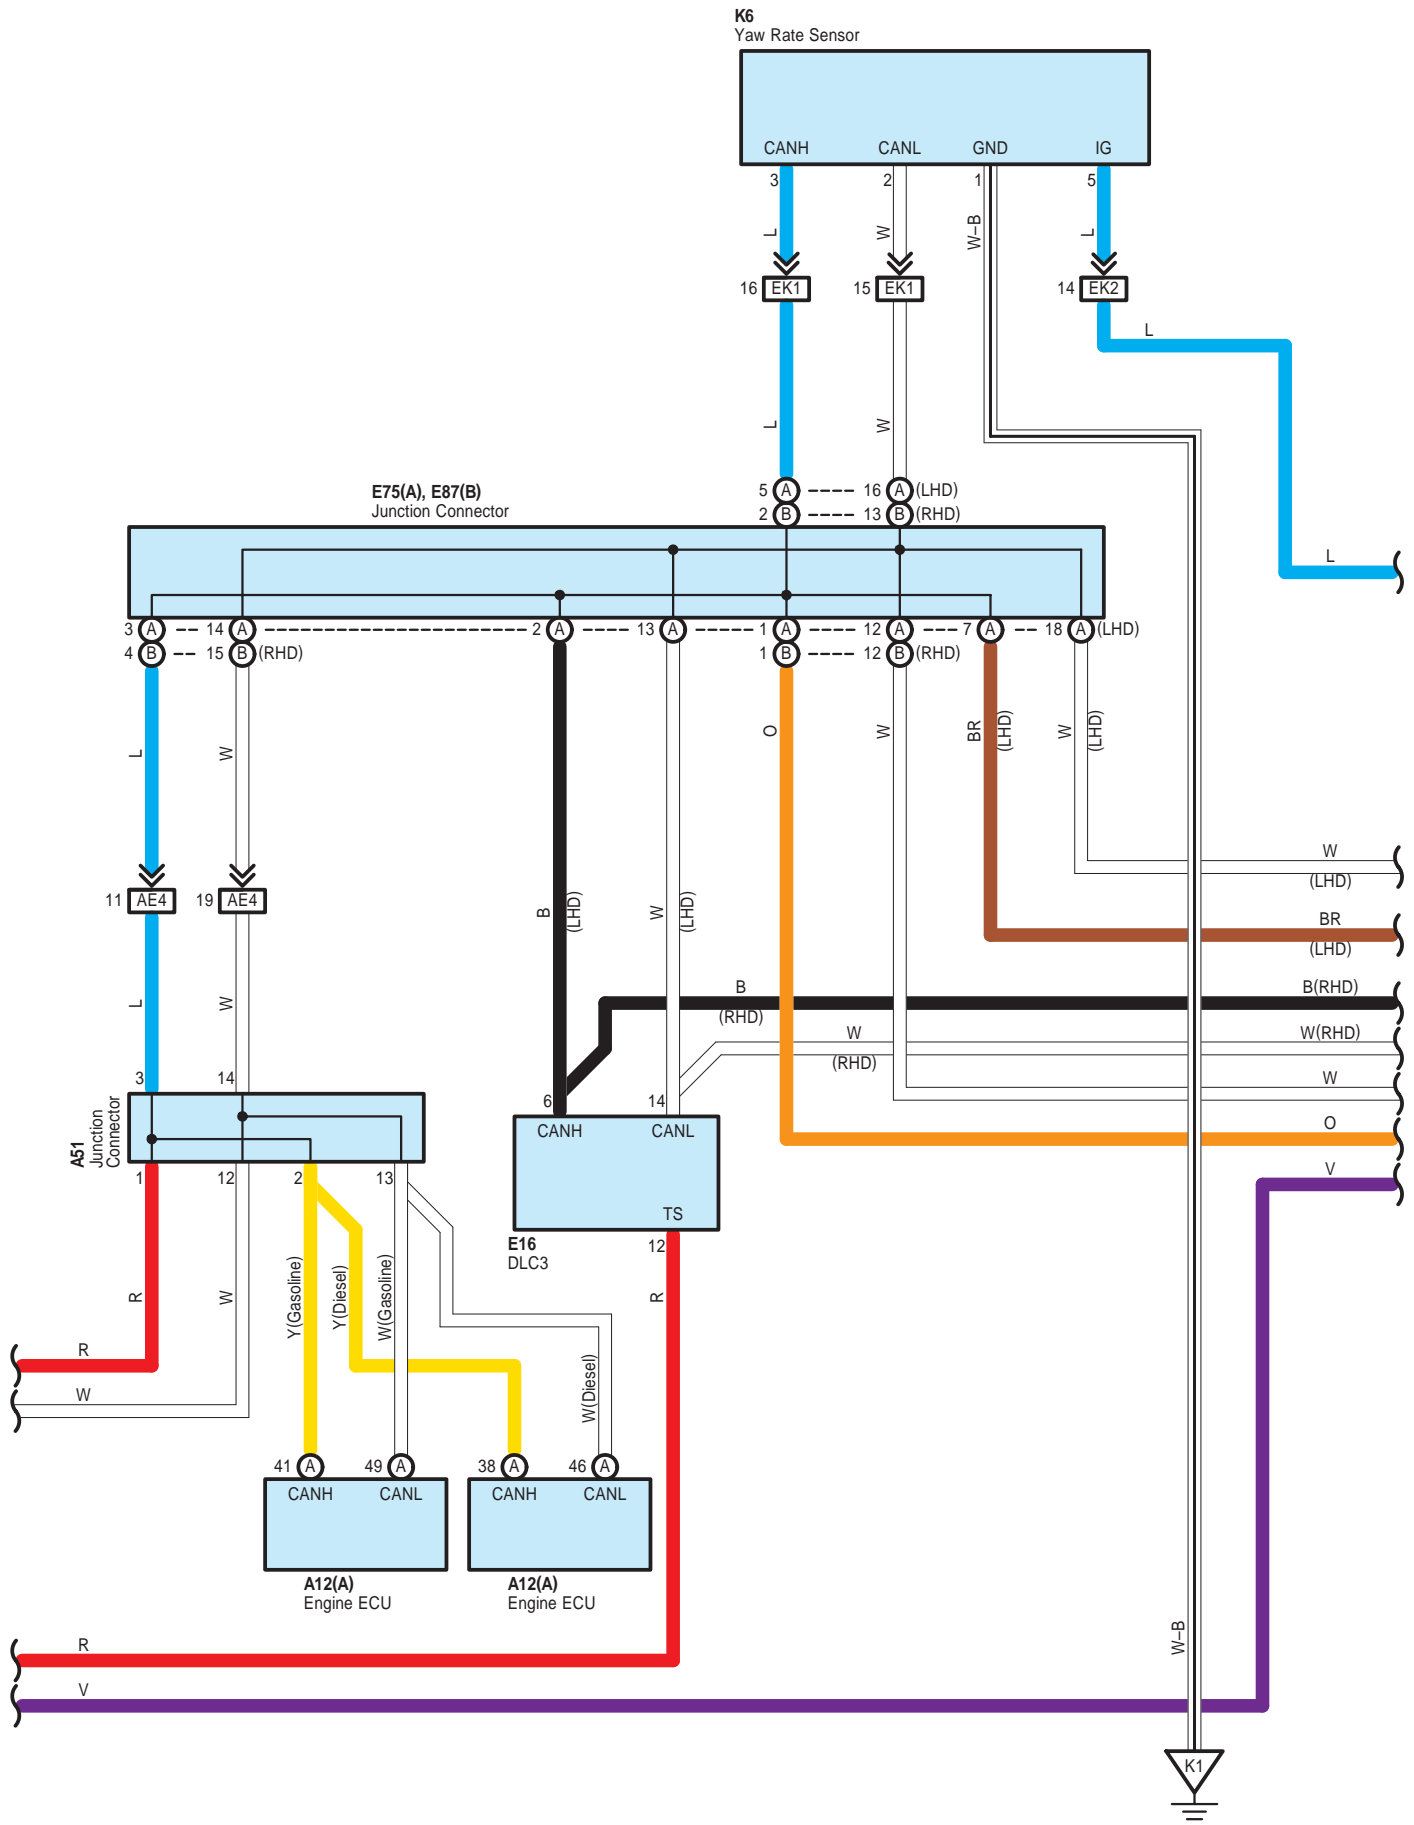 K6
Yaw Rate Sensor
CANH CANL GND IG
3 2 1 5
L W W–B L
16 EK1 15 EK1 14 EK2
L
L W
E75(A), E87(B)
Junction Connector
5 A 16 A (LHD)
2 B 13 B (RHD)
L
3 A 14 A 2 A 13 A 1 A 12 A 7 A 18 A (LHD)
4 B 15 B (RHD) 1 B 12 B (RHD)
L W O W BR (LHD) W (LHD)
W
(LHD)
11 AE4 19 AE4
B (LHD) W (LHD)
BR
(LHD)
B
(RHD)
B(RHD)
L W
W
(RHD)
W(RHD)
W
3 14
A51
Junction
Connector
6 14
CANH CANL
O
V
1 12 2 13
TS
E16
DLC3
12
R W Y(Gasoline) Y(Diesel) W(Gasoline) R
R
W
W(Diesel)
41 A 49 A 38 A 46 A
CANH CANL CANH CANL
A12(A)
Engine ECU
A12(A)
Engine ECU
R
W–B
V
K1